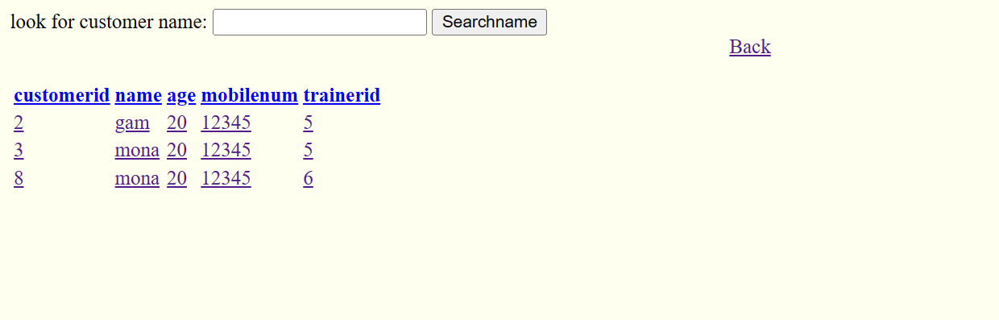 look for customer name: Searchname
Back
customerid name age mobilenum trainerid
2 gam 20 12345 5
3 mona 20 12345 5
8 mona 20 12345 6